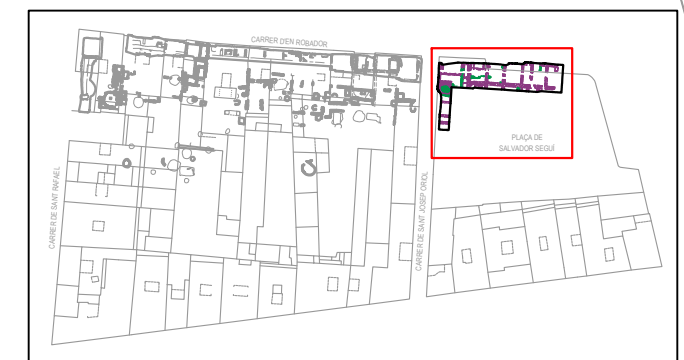 CARRER D'EN ROBADOR
PLAÇA DE
SALVADOR SEGUÍ
CARRER DE SANT RAFAEL
CARRER DE SANT JOSEP ORIOL